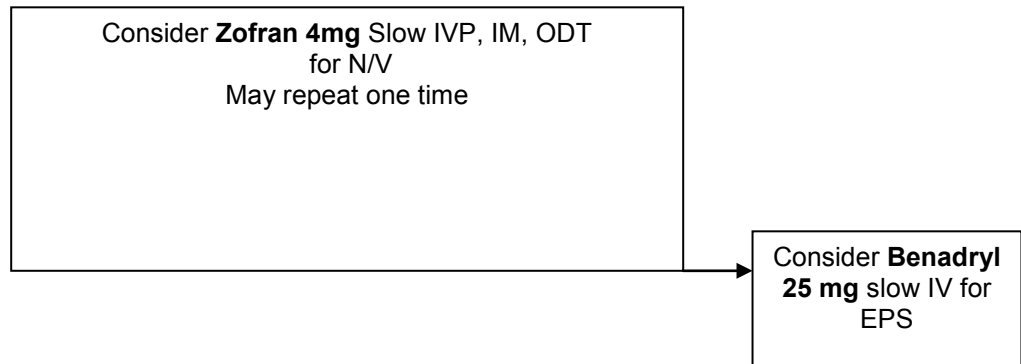 Consider Zofran 4mg Slow IVP, IM, ODT
for N/V
May repeat one time
Consider Benadryl
25 mg slow IV for
EPS